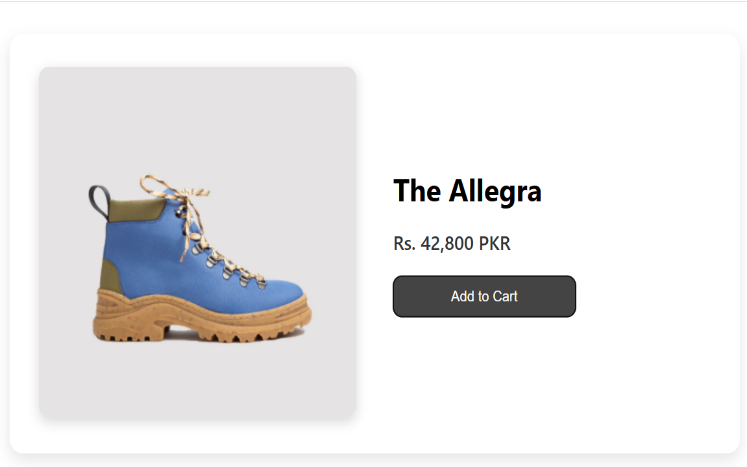 The Allegra
Rs. 42,800 PKR
Add to Cart